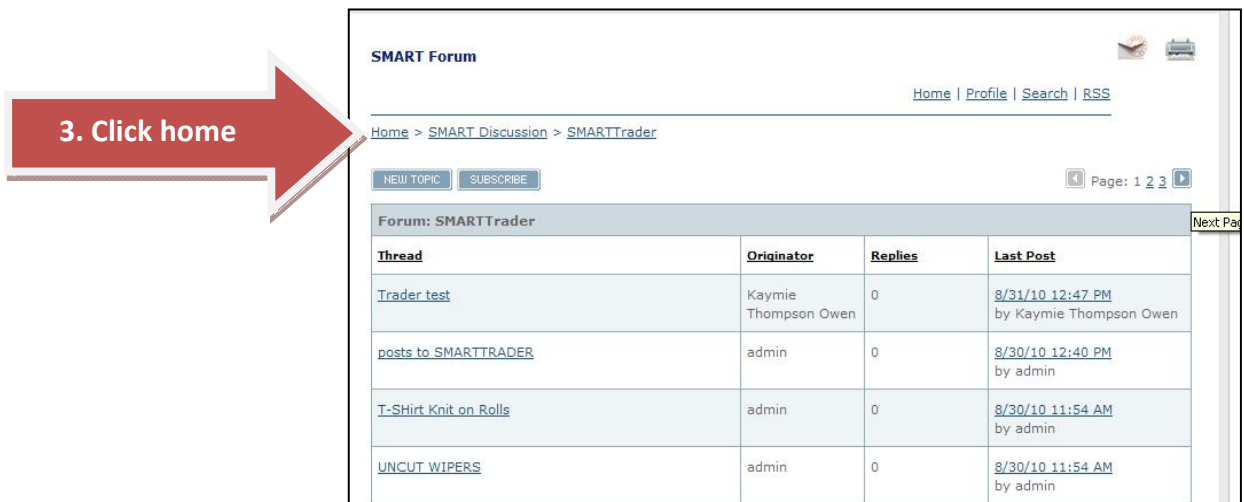 SMART Forum
Home | Profile | Search | RSS
3. Click home
Home > SMART Discussion > SMARTTrader
NEW TOPIC SUBSCRIBE Page: 1 2 3
Next Pag
Forum: SMARTTrader
Thread Originator Replies Last Post
Trader test Kaymie 0 8/31/10 12:47 PM
Thompson Owen by Kaymie Thompson Owen
posts to SMARTTRADER admin 0 8/30/10 12:40 PM
by admin
T-SHirt Knit on Rolls admin 0 8/30/10 11:54 AM
by admin
UNCUT WIPERS admin 0 8/30/10 11:54 AM
by admin